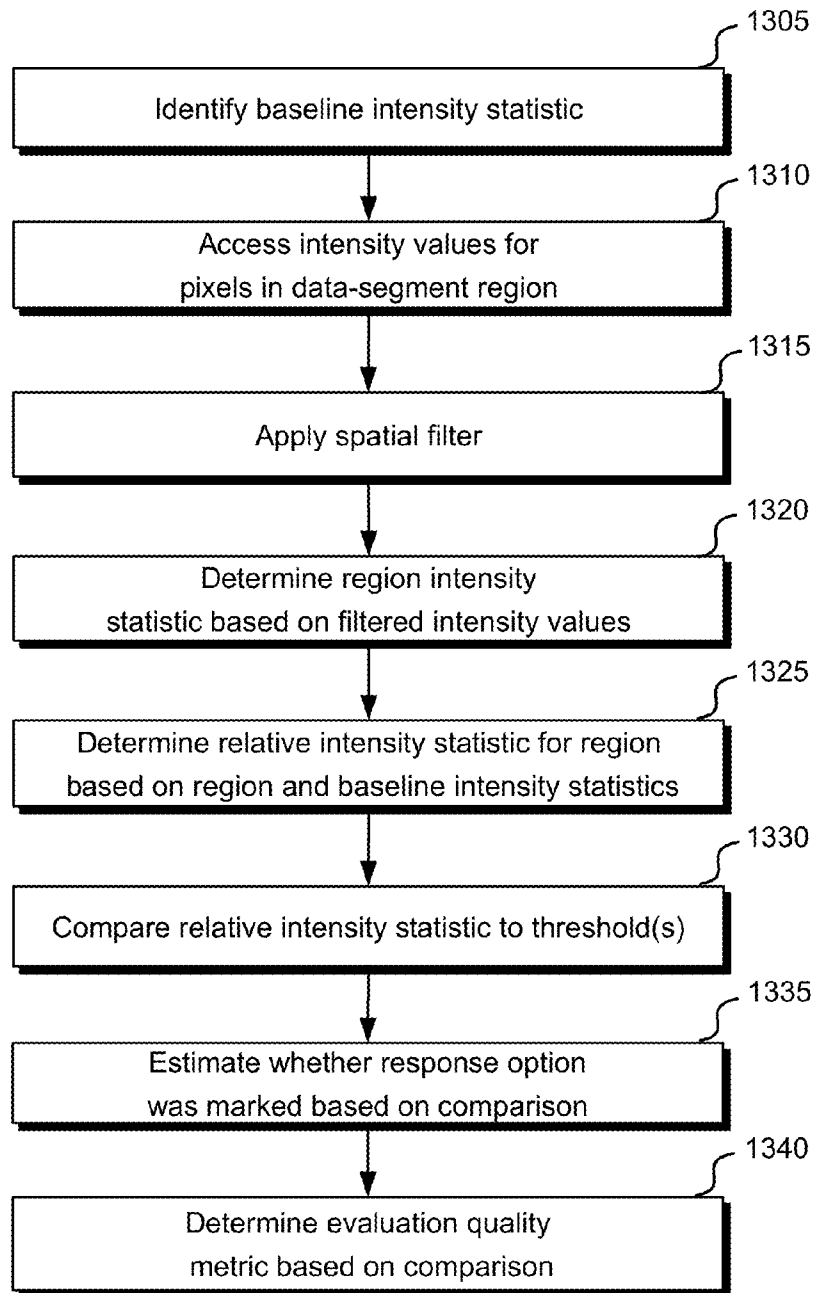 1305
Identify baseline intensity statistic
1310
Access intensity values for
pixels in data-segment region
1315
Apply spatial filter
1320
Determine region intensity
statistic based on filtered intensity values
1325
Determine relative intensity statistic for region
based on region and baseline intensity statistics
1330
Compare relative intensity statistic to threshold(s)
1335
Estimate whether response option
was marked based on comparison
1340
Determine evaluation quality
metric based on comparison